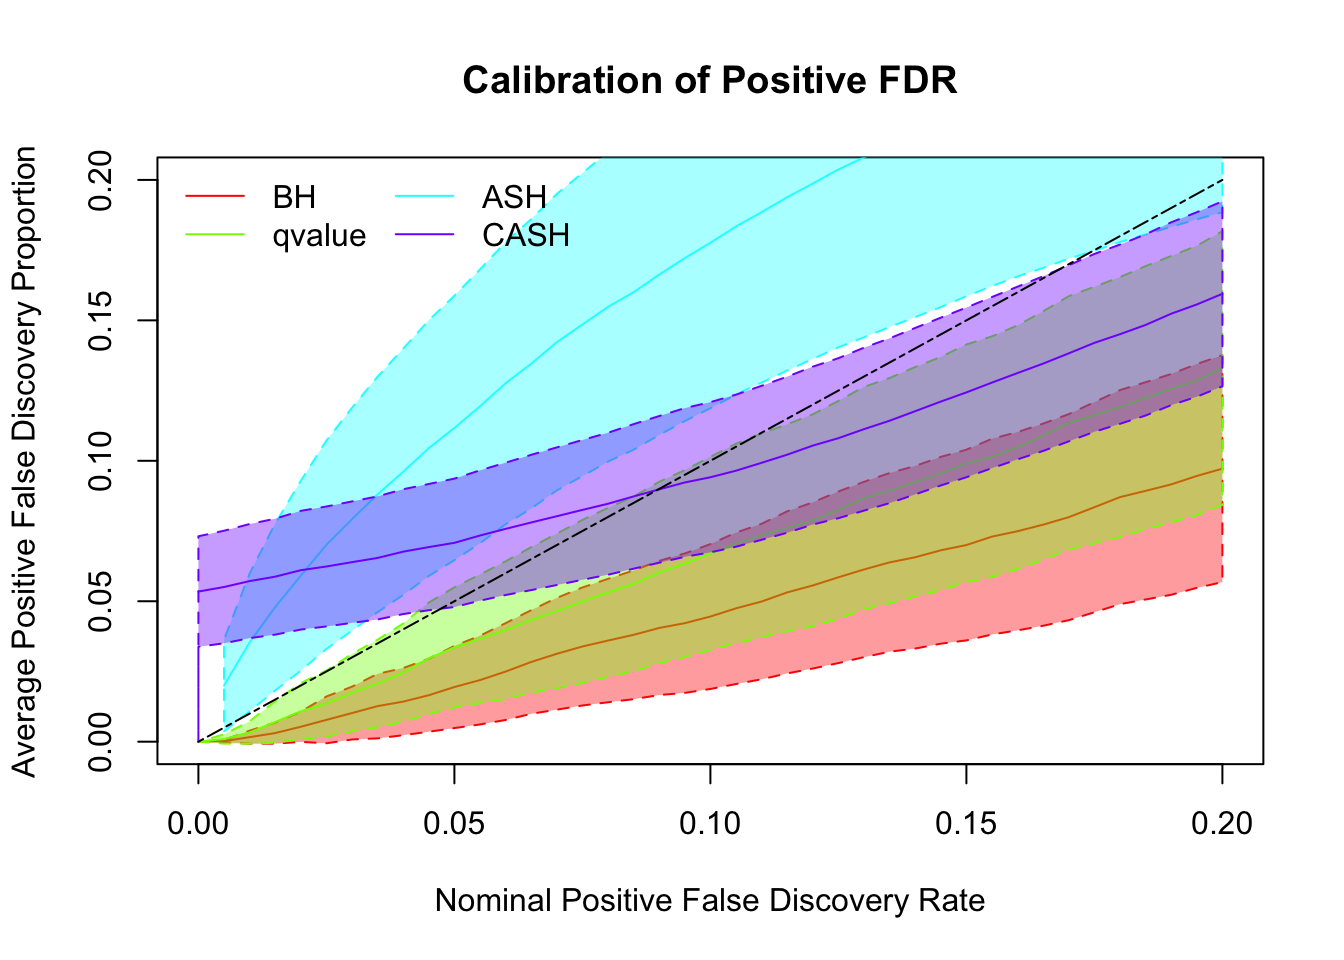 Calibration of Positive FDR
Average Positive False Discovery Proportion
0.20
0.15
0.10
0.05
0.00
BH
qvalue
ASH
CASH
0.00 0.05 0.10 0.15 0.20
Nominal Positive False Discovery Rate